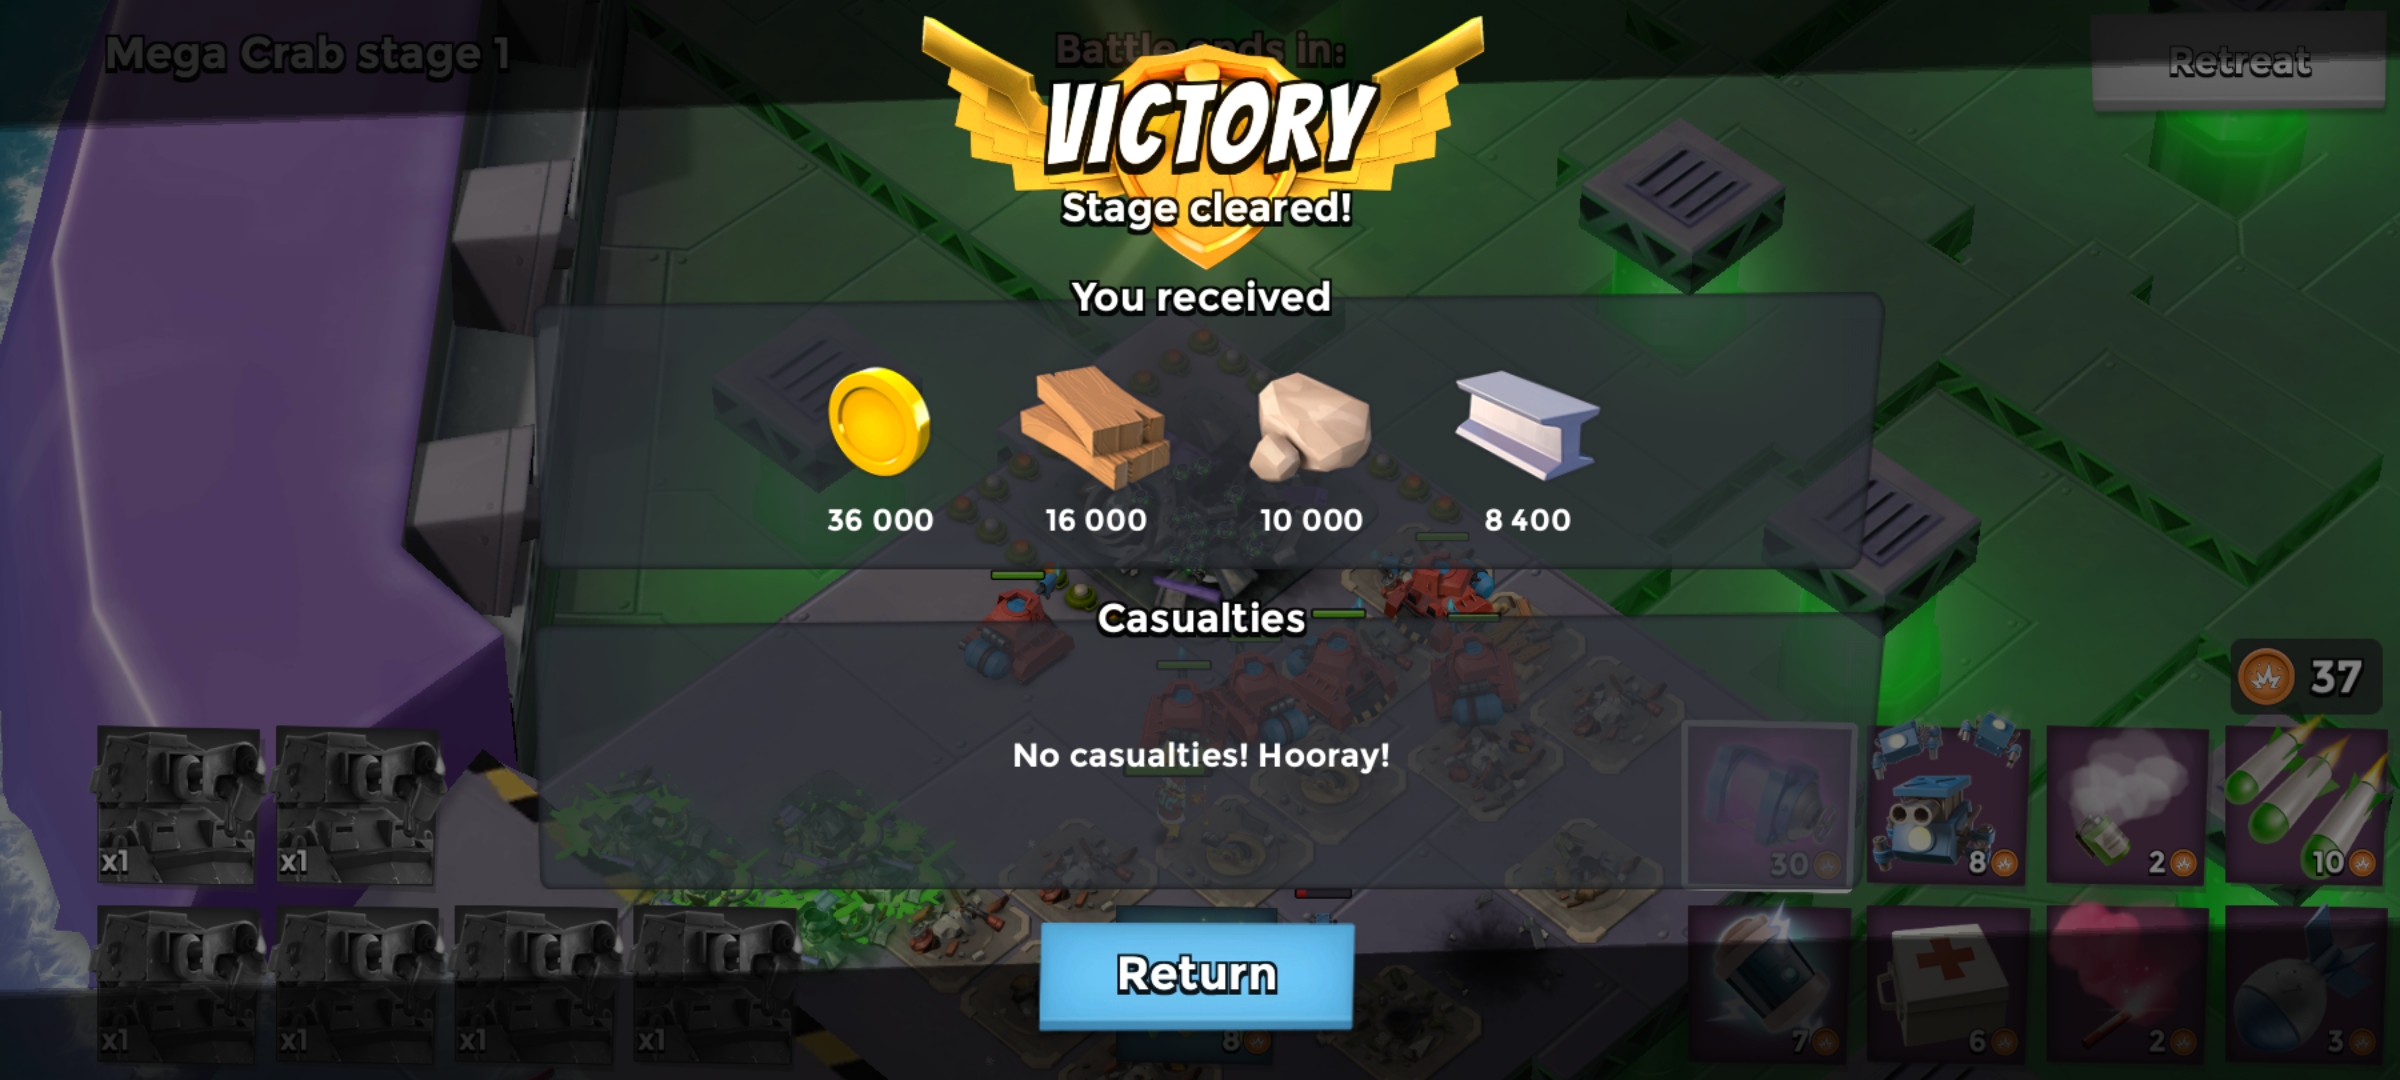 Mega Crab stage 1
Battle ends in:
Retreat
VICTORY
Stage cleared!
You received
36 000
16 000
10 000
8 400
Casualties
37
No casualties! Hooray!
x1
x1
30
8
2
10
Return
x1
x1
x1
x1
8
7
6
2
3